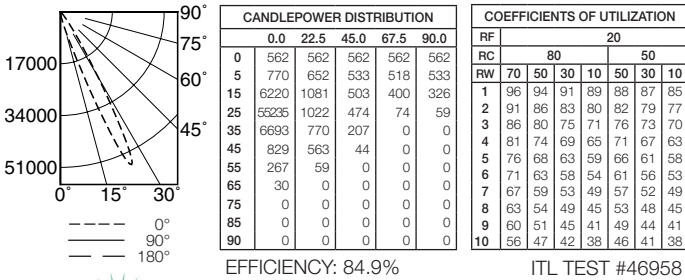 90°
75°
60°
45°
17000
34000
51000
0° 15° 30°
0°
90°
180°
CANDLEPOWER DISTRIBUTION
0.0 22.5 45.0 67.5 90.0
0 562 562 562 562 562
5 770 652 533 518 533
15 6220 1081 503 400 326
25 55235 1022 474 74 59
35 6693 770 207 0 0
45 829 563 44 0 0
55 267 59 0 0 0
65 30 0 0 0 0
75 0 0 0 0 0
85 0 0 0 0 0
90 0 0 0 0 0
EFFICIENCY: 84.9%
COEFFICIENTS OF UTILIZATION
RF 20
RC 80 50
RW 70 50 30 10 50 30 10
1 96 94 91 89 88 87 85
2 91 86 83 80 82 79 77
3 86 80 75 71 76 73 70
4 81 74 69 65 71 67 63
5 76 68 63 59 66 61 58
6 71 63 58 54 61 56 53
7 67 59 53 49 57 52 49
8 63 54 49 45 53 48 45
9 60 51 45 41 49 44 41
10 56 47 42 38 46 41 38
ITL TEST #46958